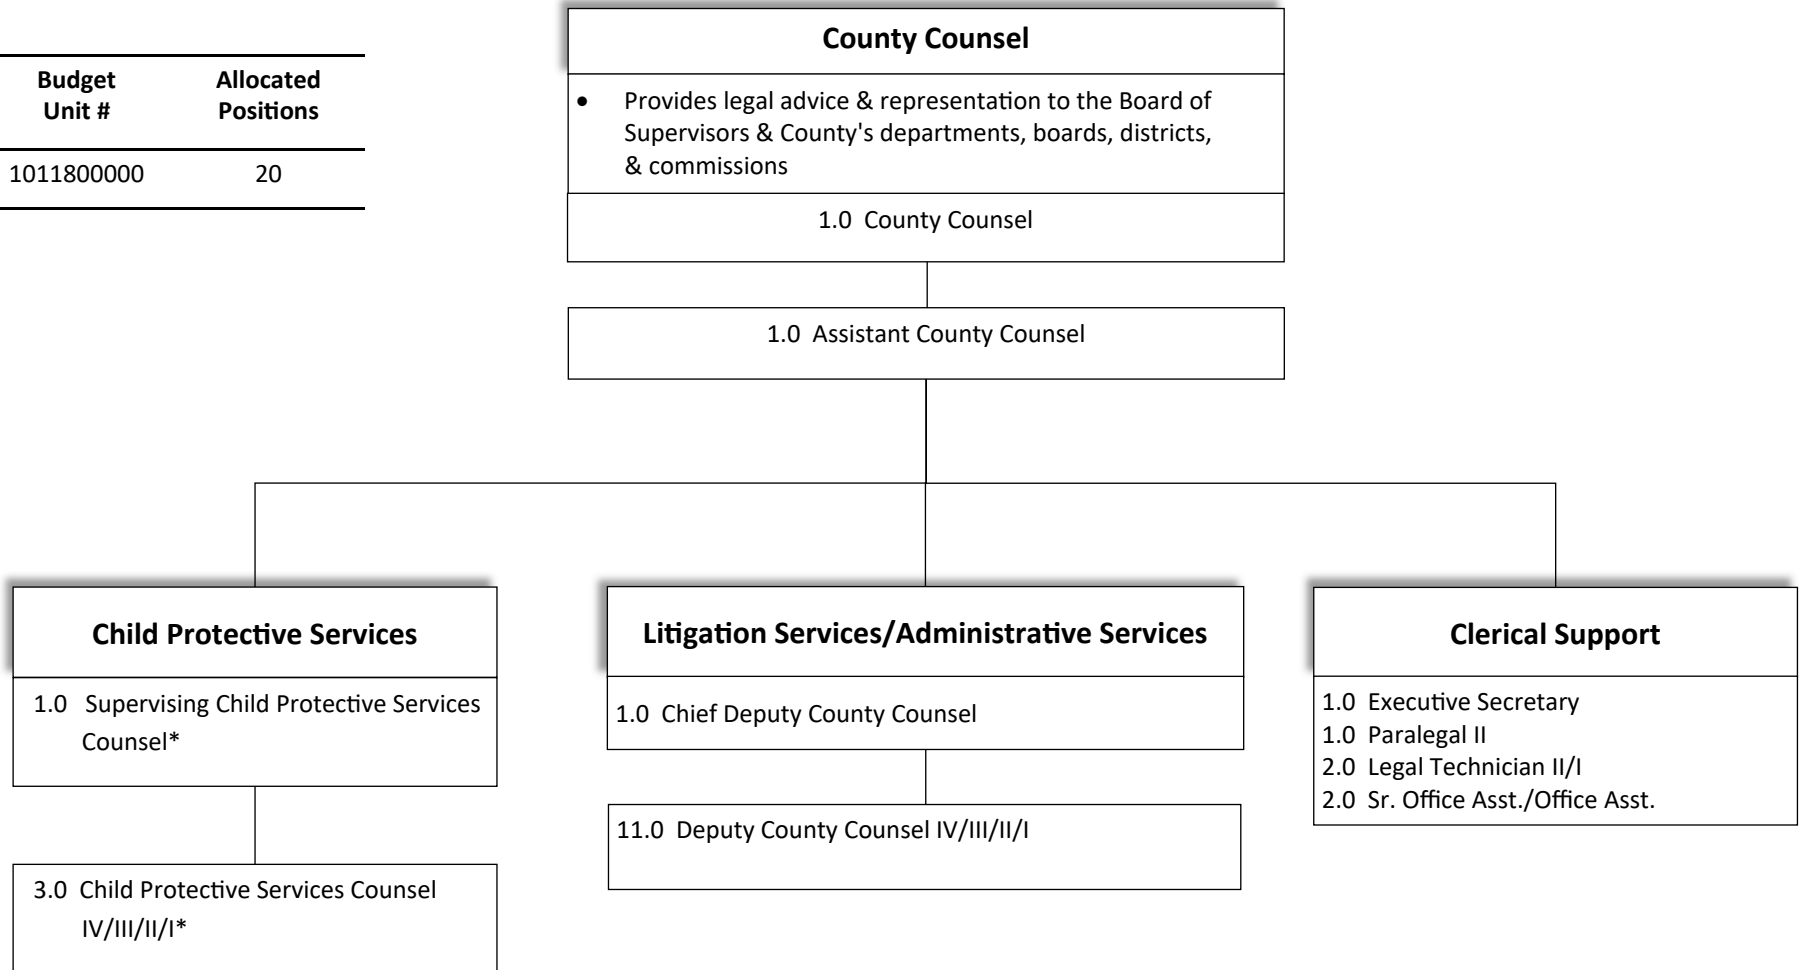 County Counsel
• Provides legal advice & representation to the Board of
Supervisors & County's departments, boards, districts,
& commissions
1.0 County Counsel
Budget Allocated
Unit # Positions
1011800000 20
1.0 Assistant County Counsel
Child Protective Services
1.0 Supervising Child Protective Services
Counsel*
3.0 Child Protective Services Counsel
IV/III/II/I*
Litigation Services/Administrative Services
1.0 Chief Deputy County Counsel
11.0 Deputy County Counsel IV/III/II/I
Clerical Support
1.0 Executive Secretary
1.0 Paralegal II
2.0 Legal Technician II/I
2.0 Sr. Office Asst./Office Asst.